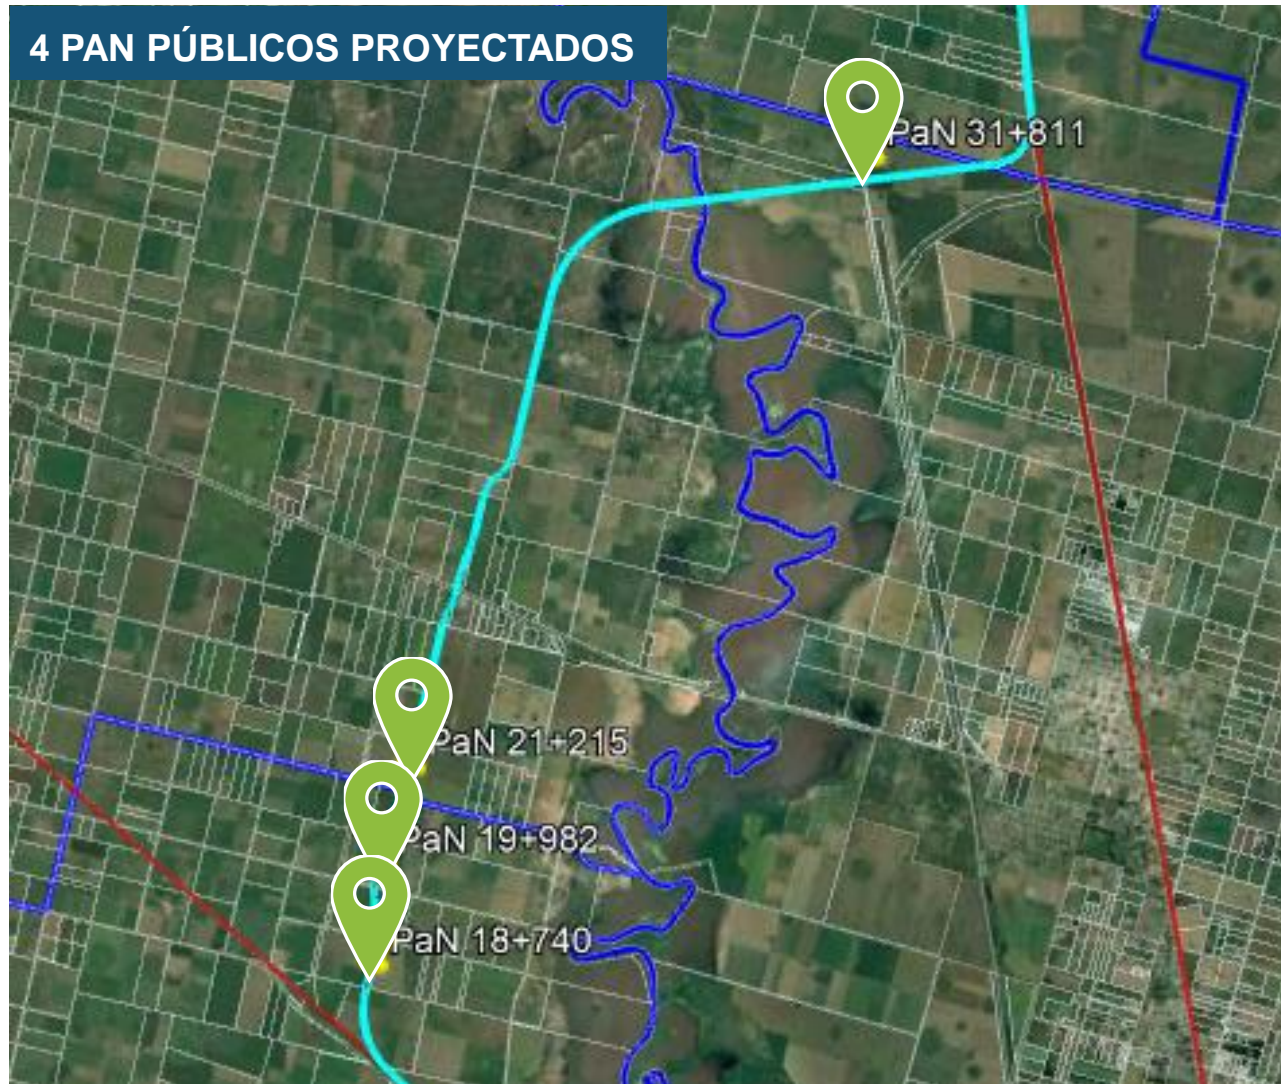 4 PAN PÚBLICOS PROYECTADOS
PaN 31+811
PaN 21+215
PaN 19+982
PaN 18+740